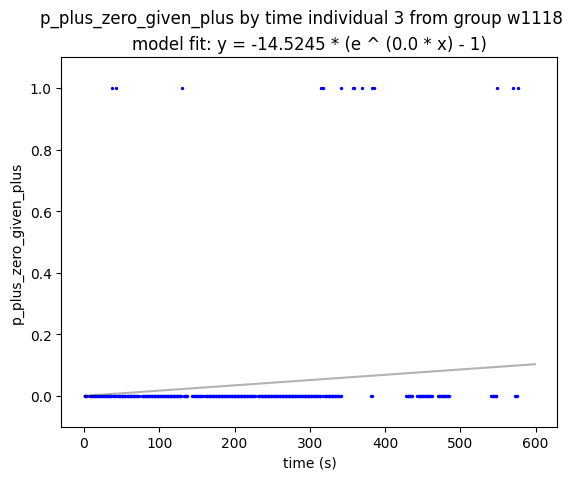 p_plus_zero_given_plus by time individual 3 from group w1118
model fit: y = -14.5245 * (e ^ (0.0 * x) - 1)
p_plus_zero_given_plus
1.0
0.8
0.6
0.4
0.2
0.0
0 100 200 300 400 500 600
time (s)